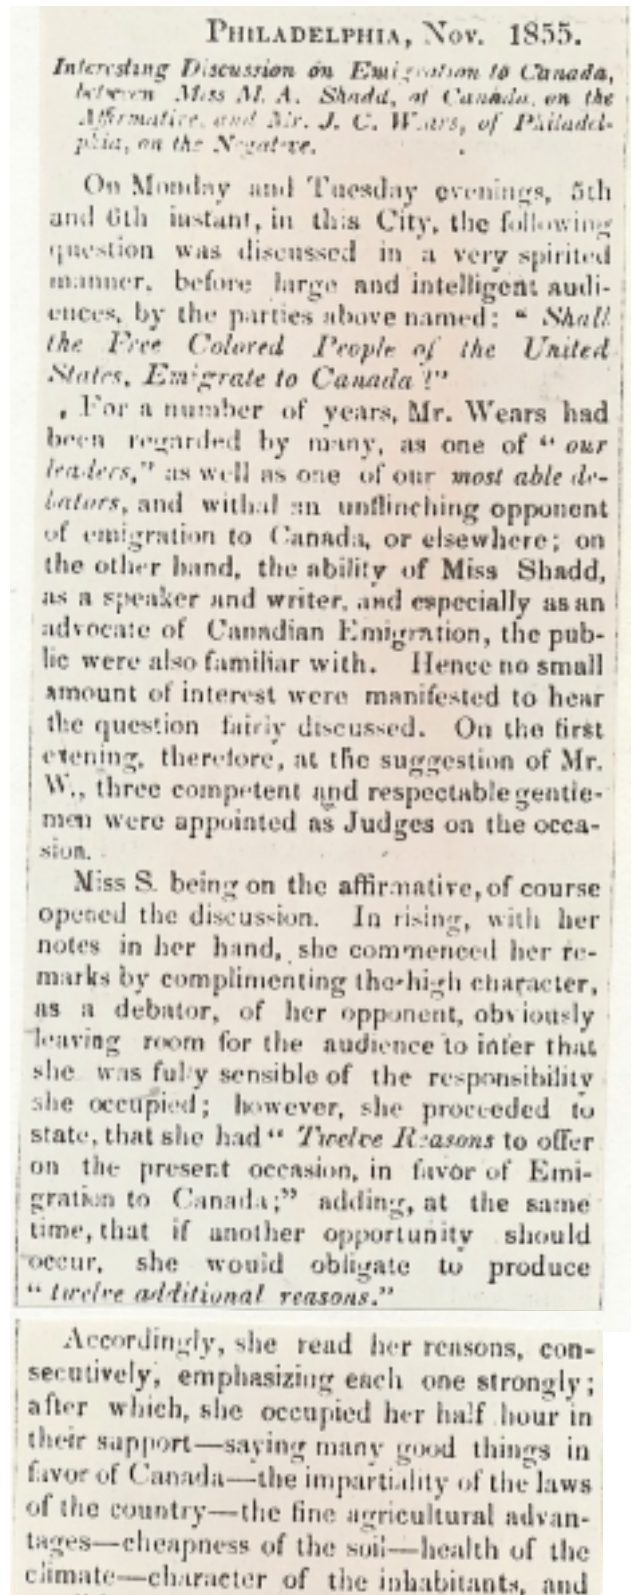 PHILADELPHIA, Nov. 1855.
Interesting Discussion on Emigration to Canada,
between Miss M. A. Shadd, of Canada, on the
Affirmative, and Mr. J. C. Wears, of Philadel-
phia, on the Negative.
On Monday and Tuesday evenings, 5th
and 6th instant, in this City, the following
question was discussed in a very spirited
manner, before large and intelligent audi-
ences, by the parties above named: " Shall
the Free Colored People of the United
States, Emigrate to Canada ?"
For a number of years, Mr. Wears had
been regarded by many, as one of " our
leaders," as well as one of our most able de-
bators, and withal an unflinching opponent
of emigration to Canada, or elsewhere; on
the other hand, the ability of Miss Shadd,
as a speaker and writer, and especially as an
advocate of Canadian Emigration, the pub-
lic were also familiar with. Hence no small
amount of interest were manifested to hear
the question fairly discussed. On the first
evening, therefore, at the suggestion of Mr.
W., three competent and respectable gentle-
men were appointed as Judges on the occa-
sion.
Miss S. being on the affirmative, of course
opened the discussion. In rising, with her
notes in her hand, she commenced her re-
marks by complimenting the high character,
as a debator, of her opponent, obviously
leaving room for the audience to infer that
she was fully sensible of the responsibility
she occupied; however, she proceeded to
state, that she had " Twelve Reasons to offer
on the present occasion, in favor of Emi-
gration to Canada;" adding, at the same
time, that if another opportunity should
occur, she would obligate to produce
" twelve additional reasons."
Accordingly, she read her reasons, con-
secutively, emphasizing each one strongly;
after which, she occupied her half hour in
their support—saying many good things in
favor of Canada—the impartiality of the laws
of the country—the fine agricultural advan-
tages—cheapness of the soil—health of the
climate—character of the inhabitants, and